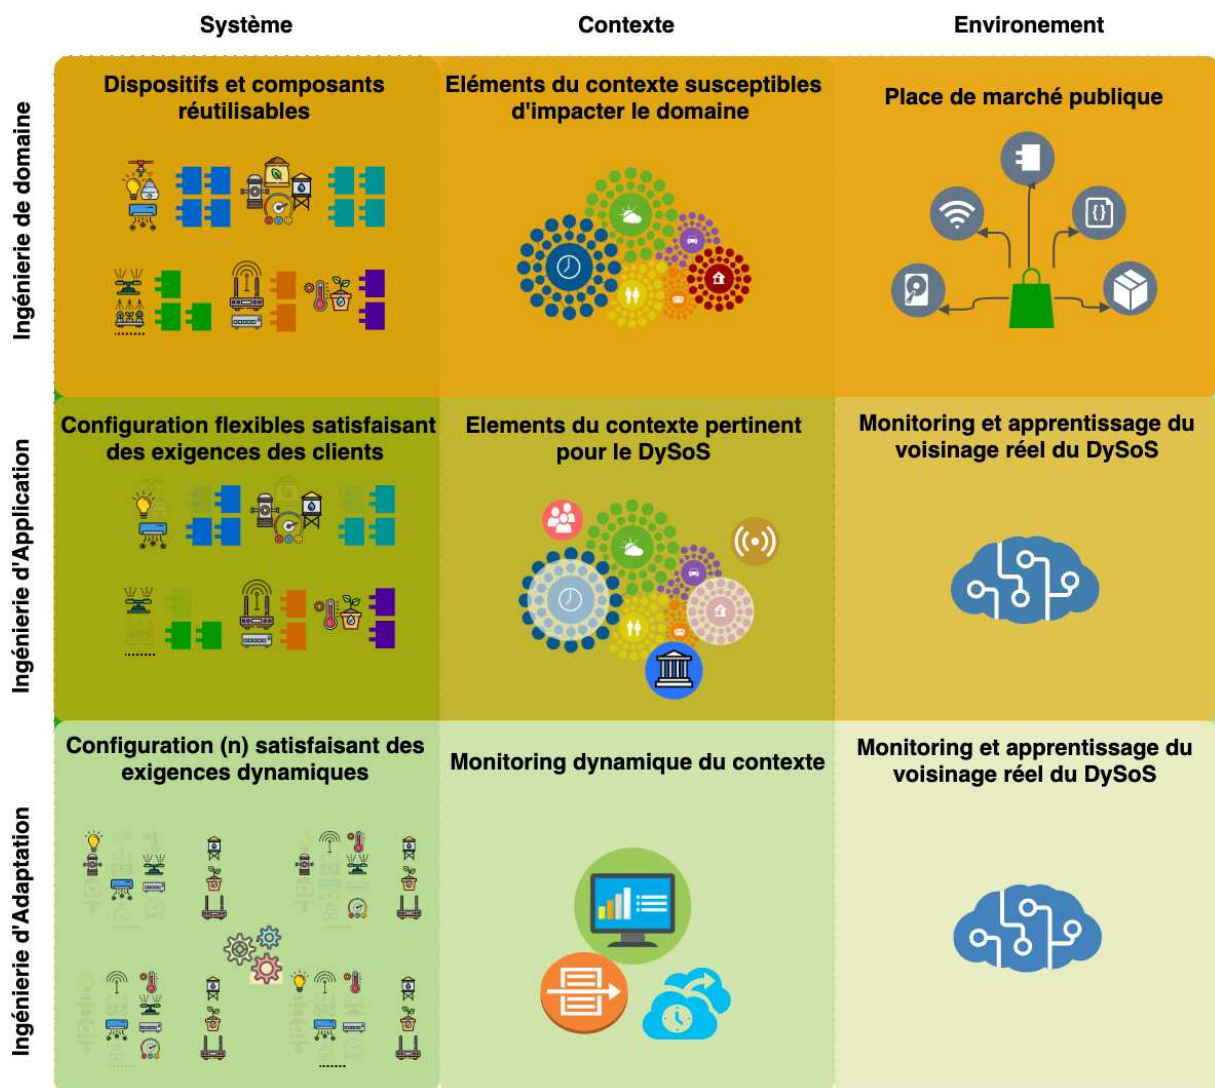 Système
Contexte
Environement
Ingénierie de domaine
Dispositifs et composants
réutilisables
Eléments du contexte susceptibles
d'impacter le domaine
Place de marché publique
{}
Ingénierie d'Application
Configuration flexibles satisfaisant
des exigences des clients
Elements du contexte pertinent
pour le DySoS
Monitoring et apprentissage du
voisinage réel du DySoS
Ingénierie d'Adaptation
Configuration (n) satisfaisant des
exigences dynamiques
Monitoring dynamique du contexte
Monitoring et apprentissage du
voisinage réel du DySoS